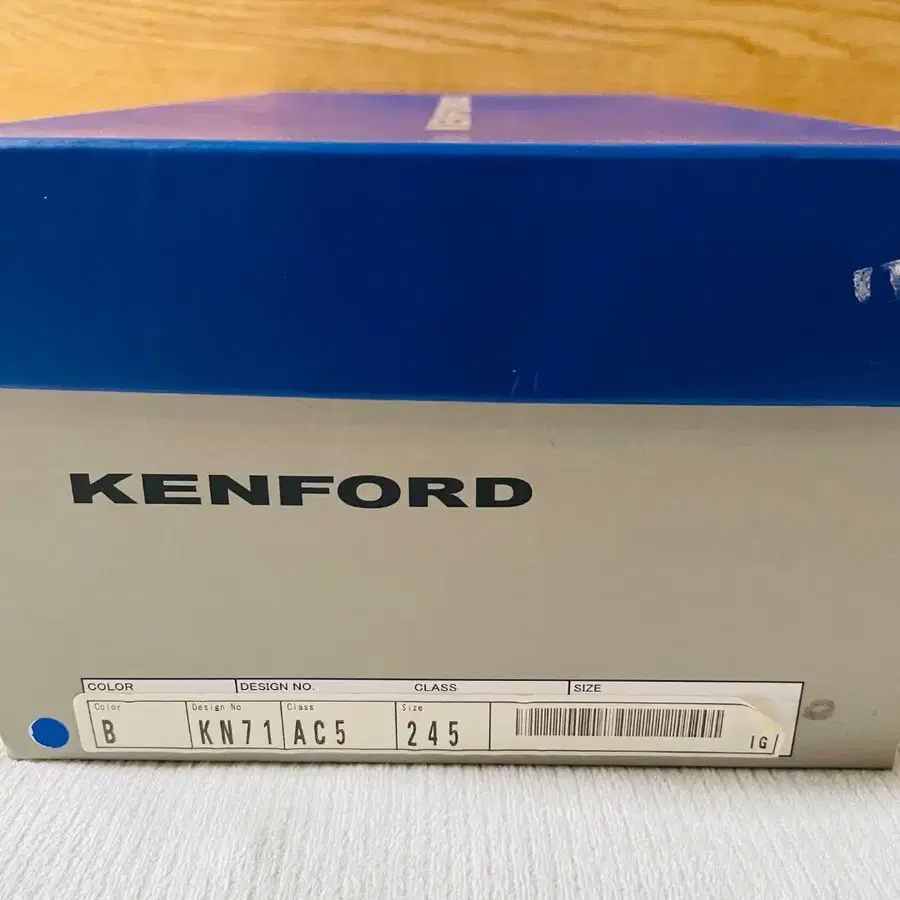 KENFORD
COLOR DESIGN NO. CLASS SIZE
Color Design No Class Size
B KN71 AC5 245
IG